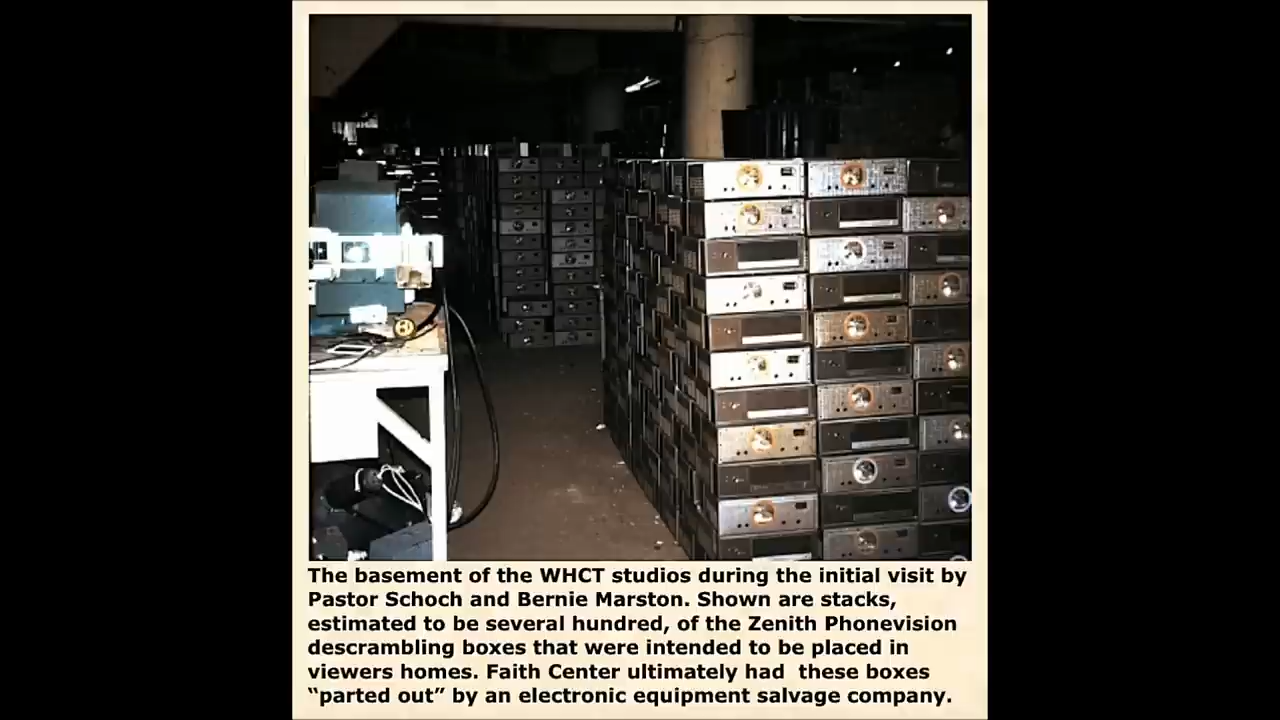 The basement of the WHCT studios during the initial visit by
Pastor Schoch and Bernie Marston. Shown are stacks,
estimated to be several hundred, of the Zenith Phonevision
descrambling boxes that were intended to be placed in
viewers homes. Faith Center ultimately had  these boxes
“parted out” by an electronic equipment salvage company.